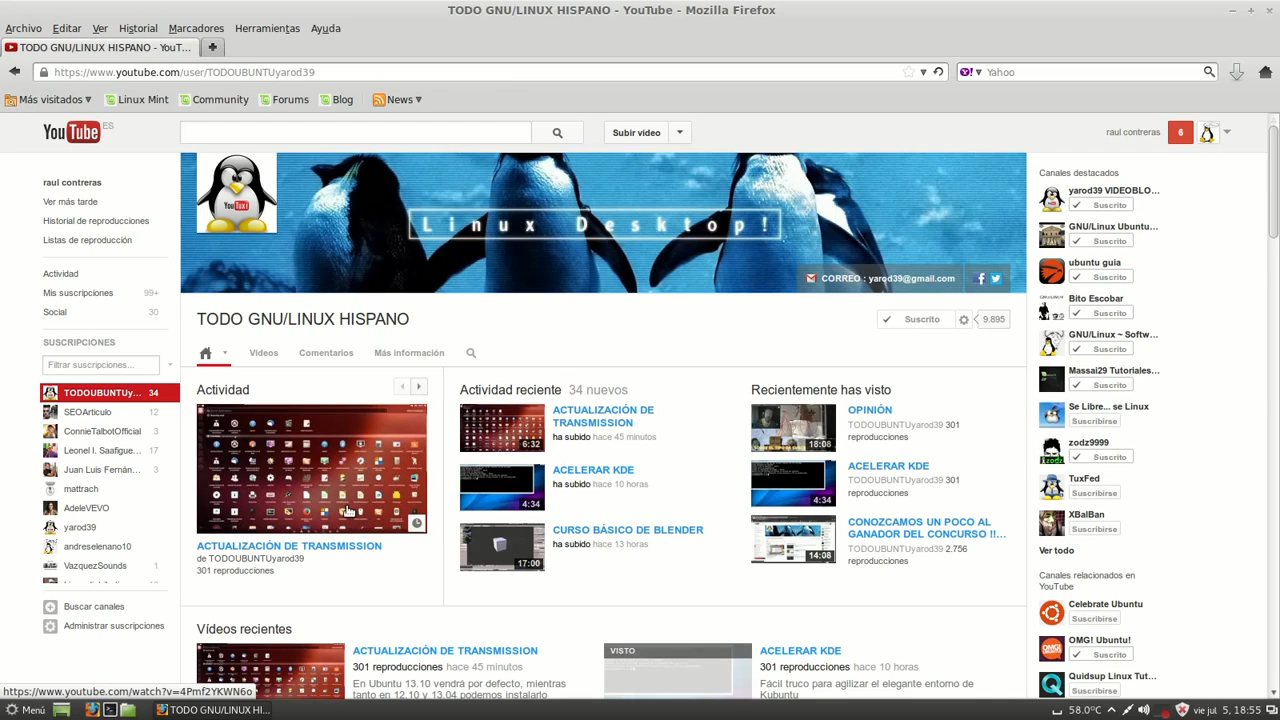 TODO GNU/LINUX HISPANO - YouTube - Mozilla Firefox
Archivo Editar Ver Historial Marcadores Herramientas Ayuda
TODO GNU/LINUX HISPANO - YouT...
https://www.youtube.com/user/TODOUBUNTUyarod39
Yahoo
Más visitados Linux Mint Community Forums Blog News
YouTube ES
Subir vídeo
raul contreras 6
raul contreras
Ver más tarde
Historial de reproducciones
Listas de reproducción
Actividad
Mis suscripciones 99+
Social 30
SUSCRIPCIONES
Filtrar suscripciones...
TODOUBUNTUy... 34
SEOArticulo 12
ConnieTalbotOfficial 3
Leonel I. Saafigue... 17
Juan Luis Fernán... 3
mattrach
AdeleVEVO
yarod39
andreselenano10
VazquezSounds 1
Buscar canales
Administrar suscripciones
YouTube
inux Desktop!
CORREO : yarod39@gmail.com
TODO GNU/LINUX HISPANO
Suscrito 9.895
Vídeos Comentarios Más información
Actividad
ACTUALIZACIÓN DE TRANSMISSION
de TODOUBUNTUyarod39
301 reproducciones
Actividad reciente 34 nuevos
6:32
ACTUALIZACIÓN DE
TRANSMISSION
ha subido hace 45 minutos
4:34
ACELERAR KDE
ha subido hace 10 horas
17:00
CURSO BÁSICO DE BLENDER
ha subido hace 13 horas
Recientemente has visto
18:08
OPINIÓN
TODOUBUNTUyarod39 301
reproducciones
4:34
ACELERAR KDE
TODOUBUNTUyarod39 301
reproducciones
14:08
CONOZCAMOS UN POCO AL
GANADOR DEL CONCURSO !!...
TODOUBUNTUyarod39 2.756
reproducciones
Vídeos recientes
ACTUALIZACIÓN DE TRANSMISSION
301 reproducciones hace 45 minutos
En Ubuntu 13.10 vendrá por defecto, mientras
tanto en 12.10 y 13.04 podemos instalarlo
VISTO
ACELERAR KDE
301 reproducciones hace 10 horas
Fácil truco para agilizar el elegante entorno de
Kubuntu
Canales destacados
yarod39 VIDEOBLO...
Suscrito
GNU/Linux Ubuntu...
Suscrito
ubuntu guia
Suscrito
Bito Escobar
Suscrito
GNU/Linux ~ Softw...
Suscrito
Massai29 Tutoriales...
Suscrito
Se Libre... se Linux
Suscribirse
zodz9999
Suscrito
TuxFed
Suscribirse
XBalBan
Suscribirse
Ver todo
Canales relacionados en
YouTube
Celebrate Ubuntu
Suscribirse
OMG! Ubuntu!
Suscrito
Quidsup Linux Tut...
Suscribirse
https://www.youtube.com/watch?v=4Pmf2YKWN6o
Menú TODO GNU/LINUX HI... 58.0°C vie jul 5, 18:55